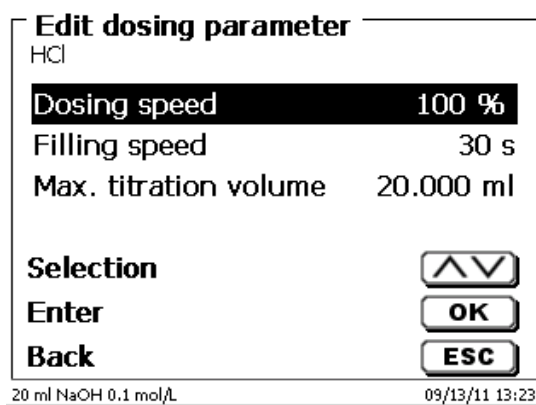 Edit dosing parameter
HCl
Dosing speed 100 %
Filling speed 30 s
Max. titration volume 20.000 ml
Selection
Enter OK
Back ESC
20 ml NaOH 0.1 mol/L 09/13/11 13:23